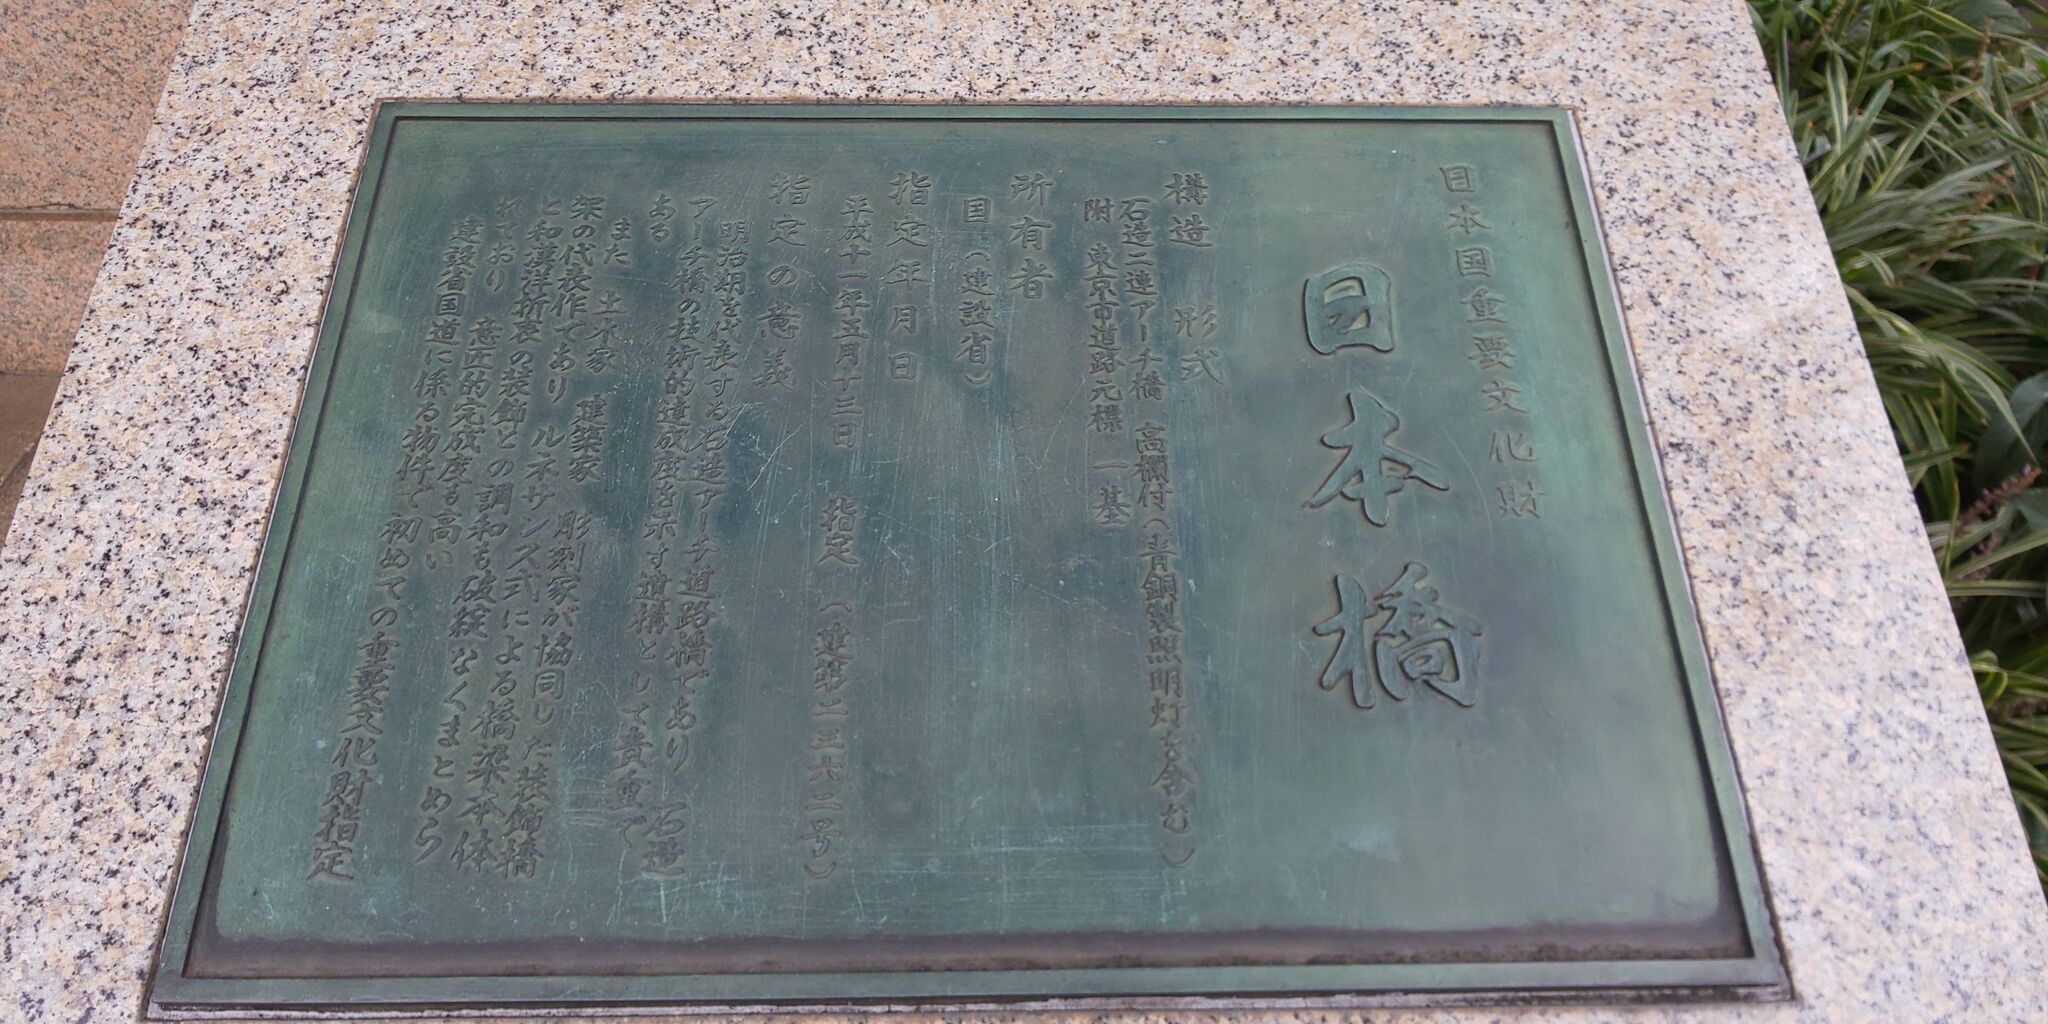 日本国重要文化財
日本橋
構造 形式
石造二連アーチ橋 高欄付（青銅製照明灯を含む）
附 東京市道路元標 一基
所有者
国（建設省）
指定年月日
平成十一年五月十三日 指定（建第二三六二号）
指定の意義
明治期を代表する石造アーチ道路橋であり 石造
アーチ橋の技術的達成度を示す遺構として貴重で
ある
また 土木家 建築家 彫刻家が協同した装飾橋
架の代表作であり ルネサンス式による橋梁本体
と和漢洋折衷の装飾との調和も破綻なくまとめら
れており 意匠的完成度も高い
建設省国道に係る物件で初めての重要文化財指定